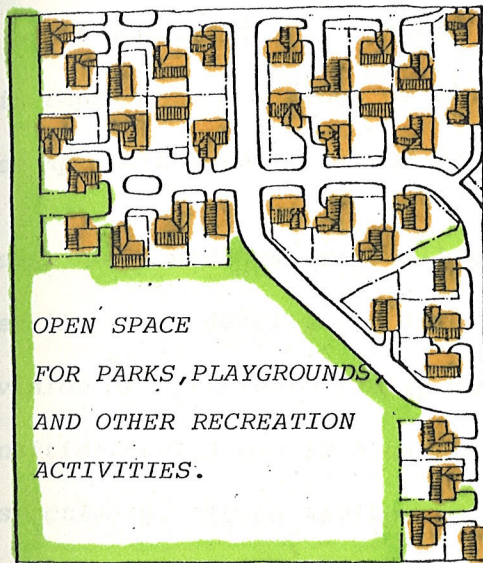 OPEN SPACE
FOR PARKS, PLAYGROUNDS,
AND OTHER RECREATION
ACTIVITIES.